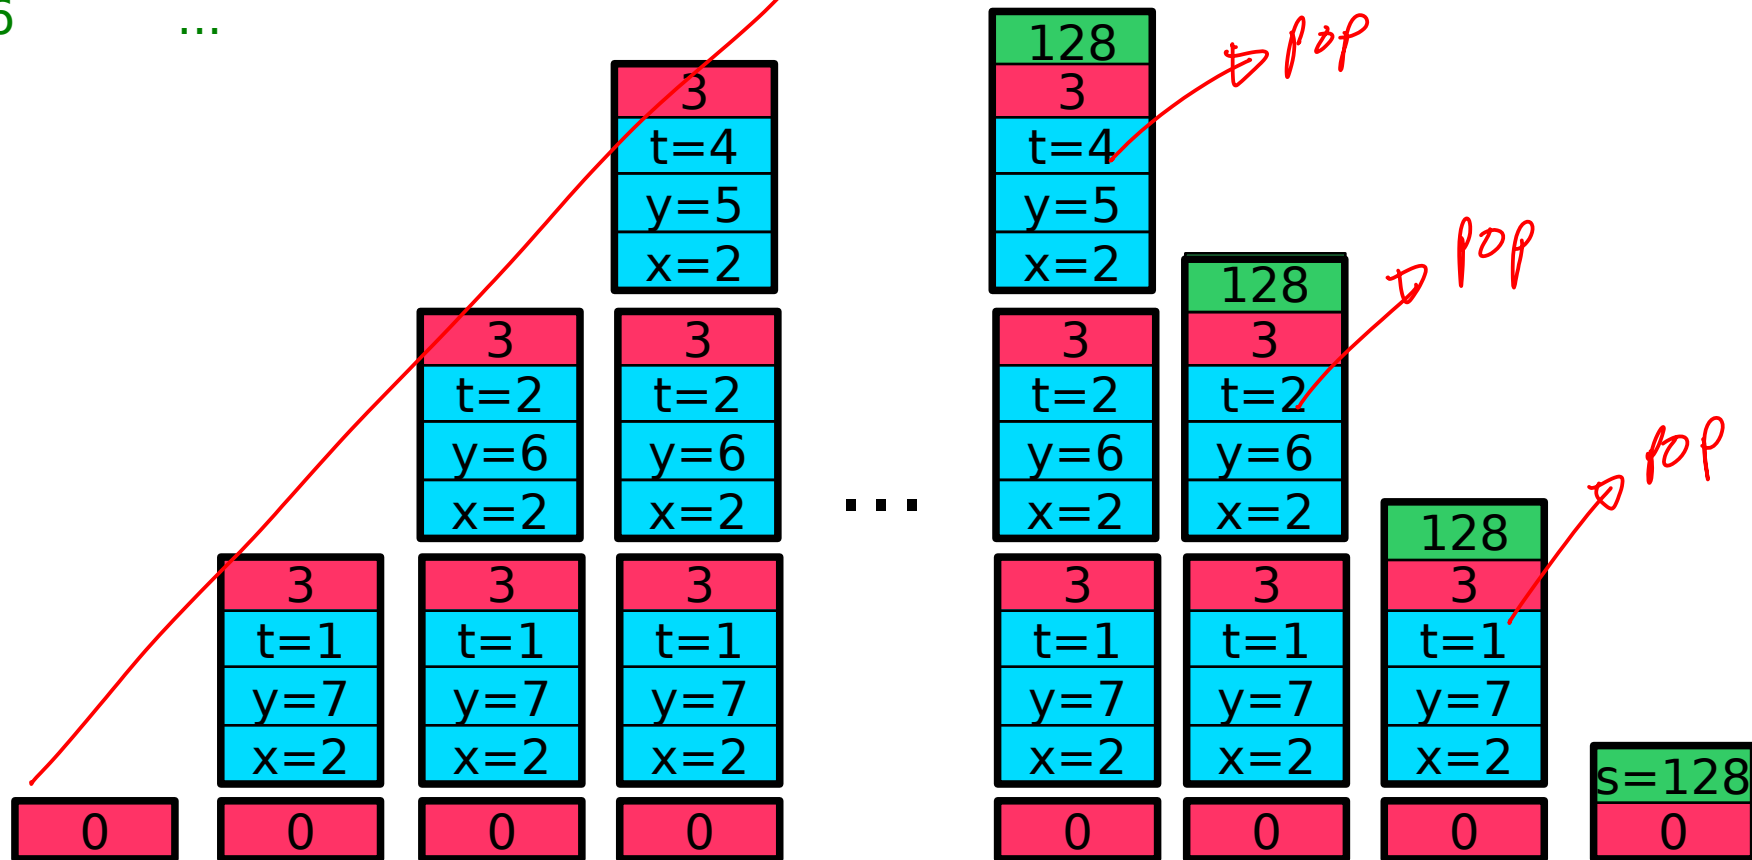 ...
128 pop
3 3
t=4 t=4
y=5 y=5 pop
x=2 x=2 128
3 3 3 3
t=2 t=2 t=2 t=2
y=6 y=6 y=6 y=6 pop
x=2 x=2 ... x=2 x=2 128
3 3 3 3 3 3
t=1 t=1 t=1 t=1 t=1 t=1
y=7 y=7 y=7 y=7 y=7 y=7
x=2 x=2 x=2 x=2 x=2 x=2 s=128
0 0 0 0 0 0 0 0